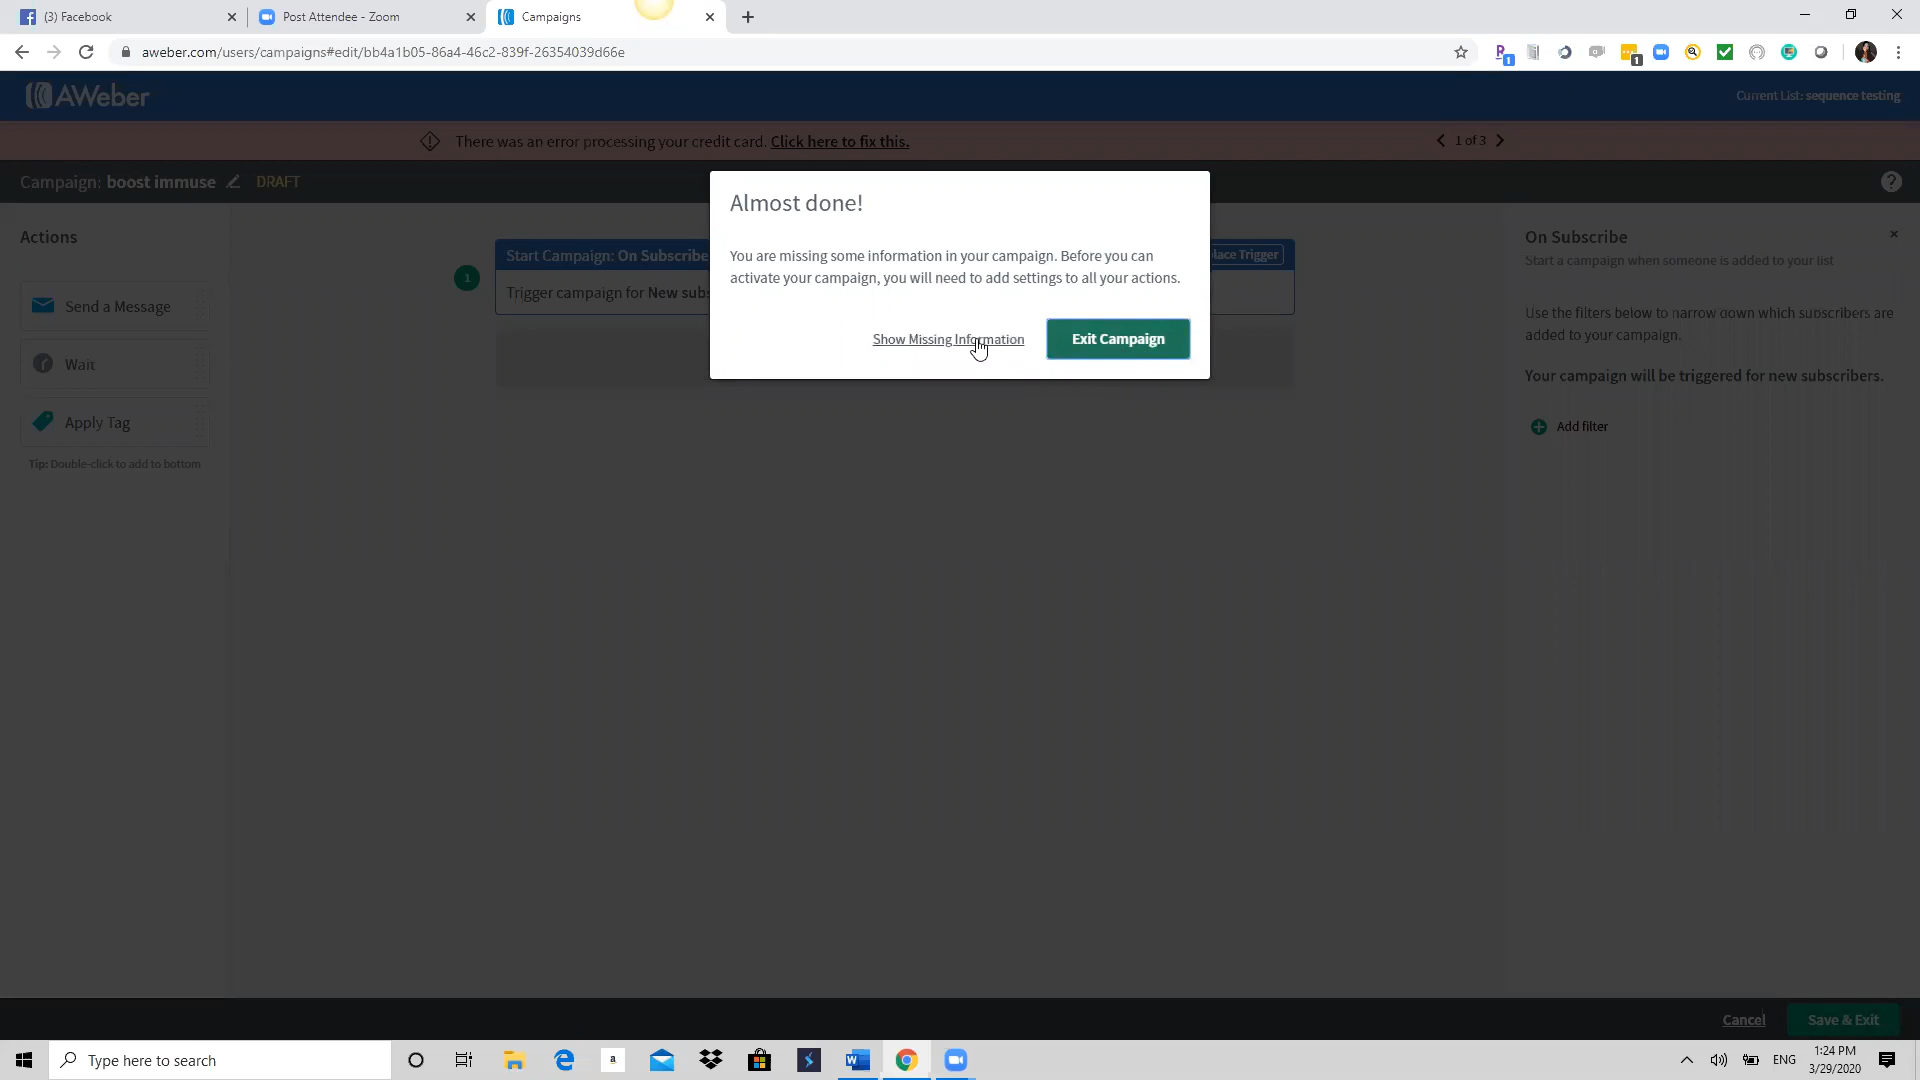 (3) Facebook
Post Attendee - Zoom
Campaigns
aweber.com/users/campaigns#edit/bb4a1b05-86a4-46c2-839f-26354039d66e
AWeber
Current List: sequence testing
There was an error processing your credit card. Click here to fix this.
1 of 3
Campaign: boost immuse
DRAFT
Almost done!
You are missing some information in your campaign. Before you can
activate your campaign, you will need to add settings to all your actions.
Show Missing Information
Exit Campaign
Actions
Send a Message
Wait
Apply Tag
Tip: Double-click to add to bottom
1
Start Campaign: On Subscribe
Trigger
Trigger campaign for New
On Subscribe
Start a campaign when someone is added to your list
Use the filters below to narrow down which subscribers are
added to your campaign.
Your campaign will be triggered for new subscribers.
Add filter
Cancel
Save & Exit
Type here to search
ENG
1:24 PM
3/29/2020